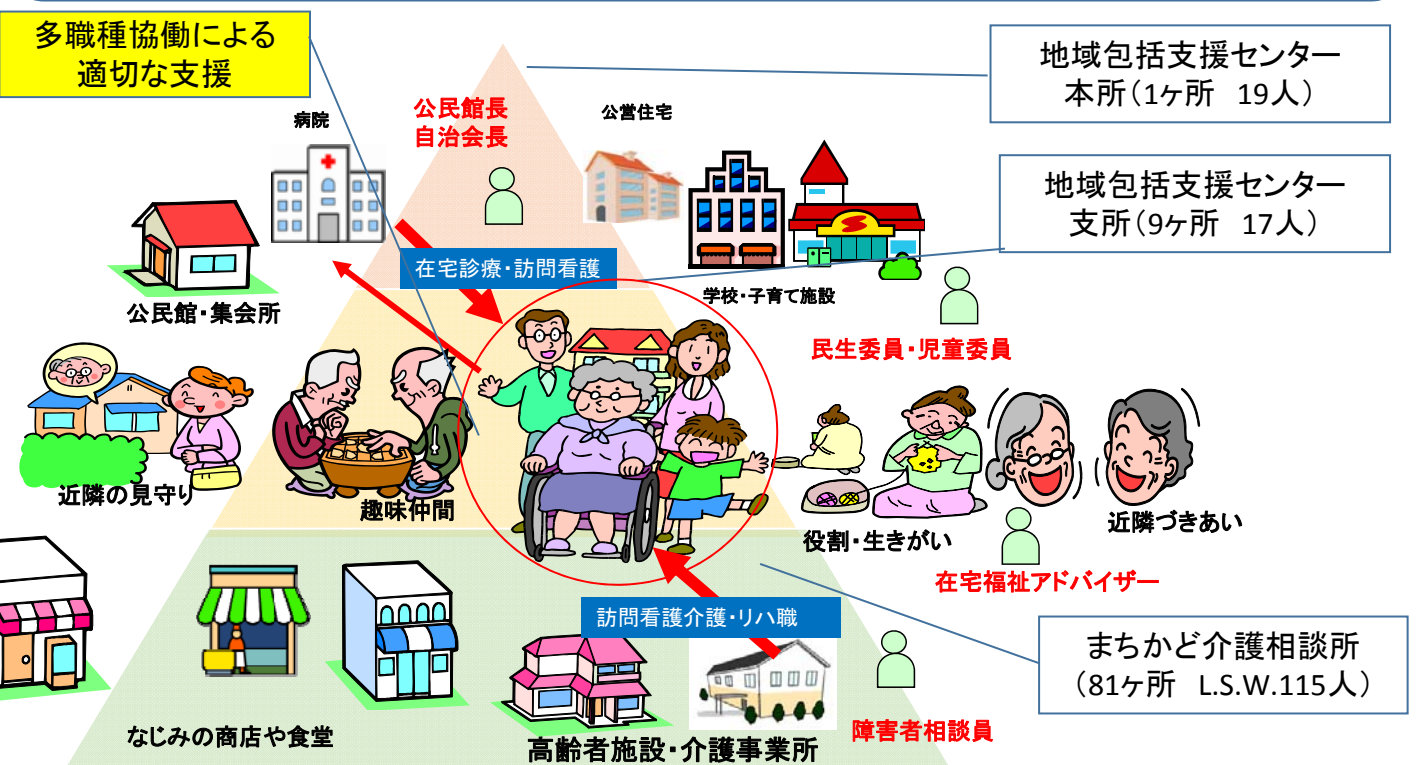 多職種協働による
適切な支援
地域包括支援センター
本所（1ヶ所　19人）
公民館長
自治会長
病院
公営住宅
地域包括支援センター
支所（9ヶ所　17人）
在宅診療・訪問看護
学校・子育て施設
公民館・集会所
民生委員・児童委員
近隣の見守り
趣味仲間
役割・生きがい
近隣づきあい
在宅福祉アドバイザー
訪問看護介護・リハ職
まちかど介護相談所
（81ヶ所　L.S.W.115人）
なじみの商店や食堂
高齢者施設・介護事業所
障害者相談員